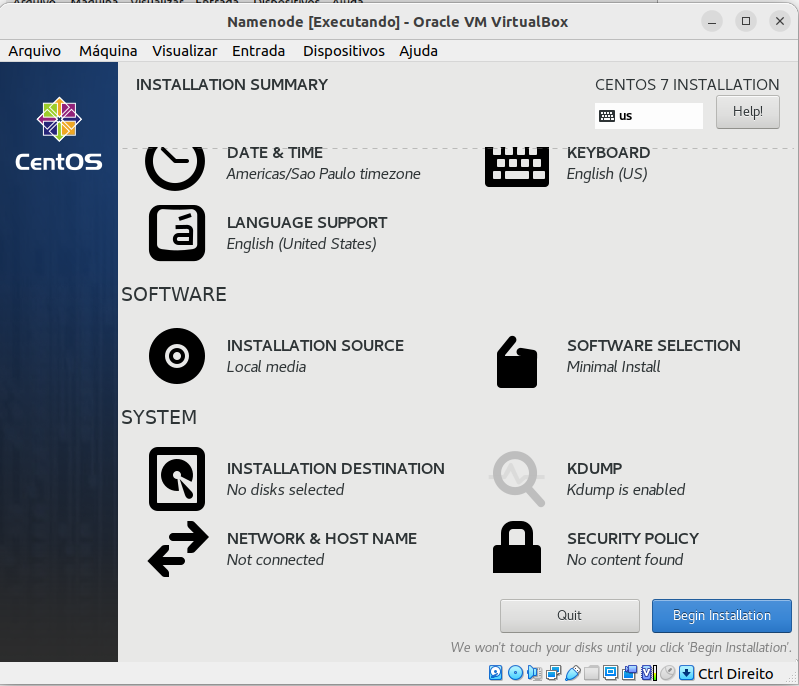 Namenode [Executando] - Oracle VM VirtualBox
Arquivo Máquina Visualizar Entrada Dispositivos Ajuda
INSTALLATION SUMMARY
CENTOS 7 INSTALLATION
us
Help!
CentOS
DATE & TIME
Americas/Sao Paulo timezone
KEYBOARD
English (US)
LANGUAGE SUPPORT
English (United States)
SOFTWARE
INSTALLATION SOURCE
Local media
SOFTWARE SELECTION
Minimal Install
SYSTEM
INSTALLATION DESTINATION
No disks selected
KDUMP
Kdump is enabled
NETWORK & HOST NAME
Not connected
SECURITY POLICY
No content found
Quit
Begin Installation
We won't touch your disks until you click 'Begin Installation'.
Ctrl Direito